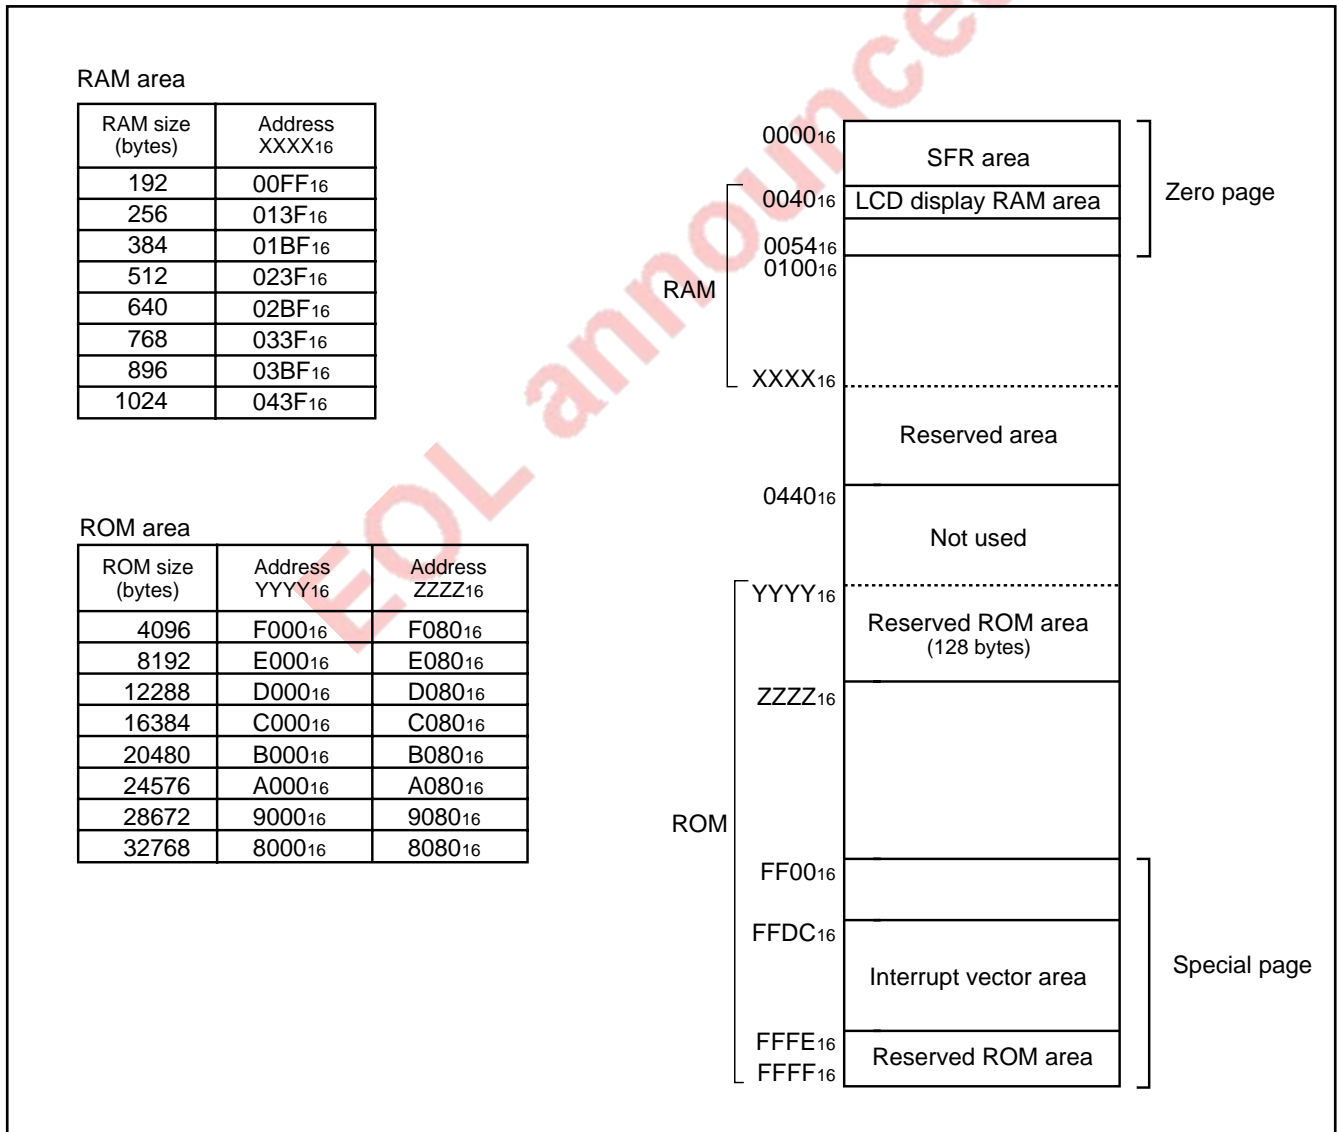 RAM area
RAM size (bytes) Address XXXX16
192 00FF16
256 013F16
384 01BF16
512 023F16
640 02BF16
768 033F16
896 03BF16
1024 043F16
ROM area
ROM size (bytes) Address YYYY16 Address ZZZZ16
4096 F00016 F08016
8192 E00016 E08016
12288 D00016 D08016
16384 C00016 C08016
20480 B00016 B08016
24576 A00016 A08016
28672 900016 908016
32768 800016 808016
000016
SFR area
Zero page
004016
LCD display RAM area
005416
010016
RAM
XXXX16
Reserved area
044016
Not used
YYYY16
Reserved ROM area
(128 bytes)
ZZZZ16
ROM
FF0016
FFDC16
Interrupt vector area
Special page
FFFE16
Reserved ROM area
FFFF16
EOL announce